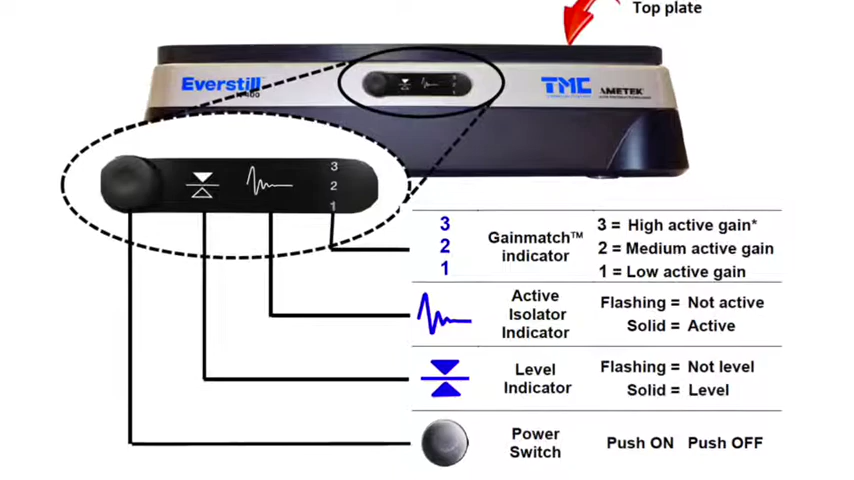 Top plate
Everstill™
400
TMC
AMETEK
3
2
1
3
2
1
Gainmatch™
indicator
3 = High active gain*
2 = Medium active gain
1 = Low active gain
Active
Isolator
Indicator
Flashing = Not active
Solid = Active
Level
Indicator
Flashing = Not level
Solid = Level
Power
Switch
Push ON Push OFF